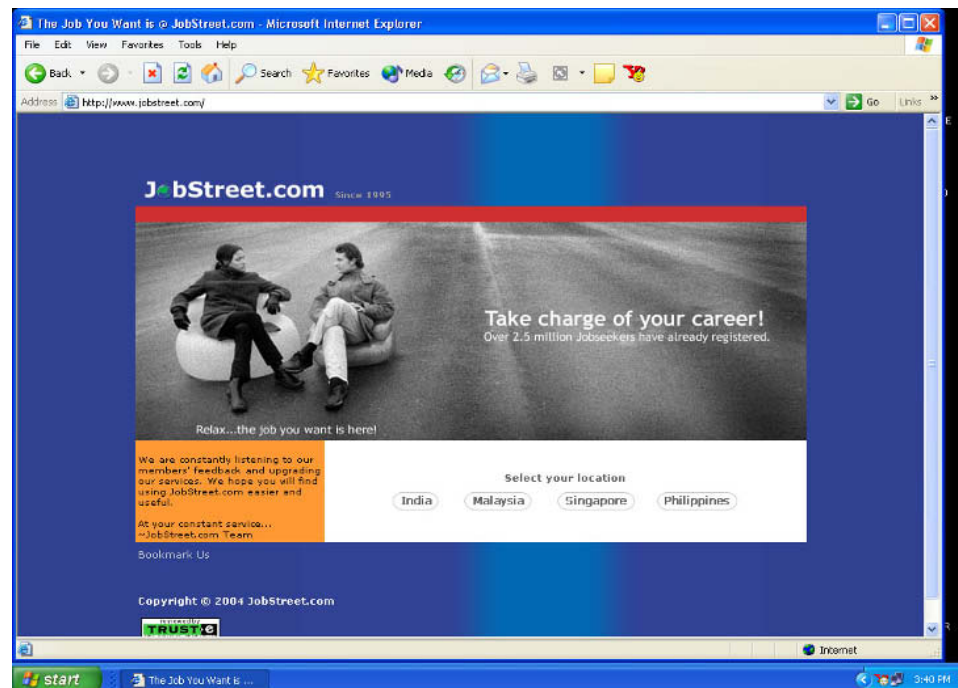 The Job You Want is @ JobStreet.com - Microsoft Internet Explorer
File Edit View Favorites Tools Help
Back Search Favorites Media
Address http://www.jobstreet.com/ Go Links »
JobStreet.com Since 1995
Take charge of your career!
Over 2.5 million Jobseekers have already registered.
Relax...the job you want is here!
We are constantly listening to our
members' feedback and upgrading
our services. We hope you will find
using JobStreet.com easier and
useful.
At your constant service...
~JobStreet.com Team
Select your location
India Malaysia Singapore Philippines
Bookmark Us
Copyright © 2004 JobStreet.com
reviewed by
TRUSTe
Internet
start The Job You Want is ... 3:40 PM